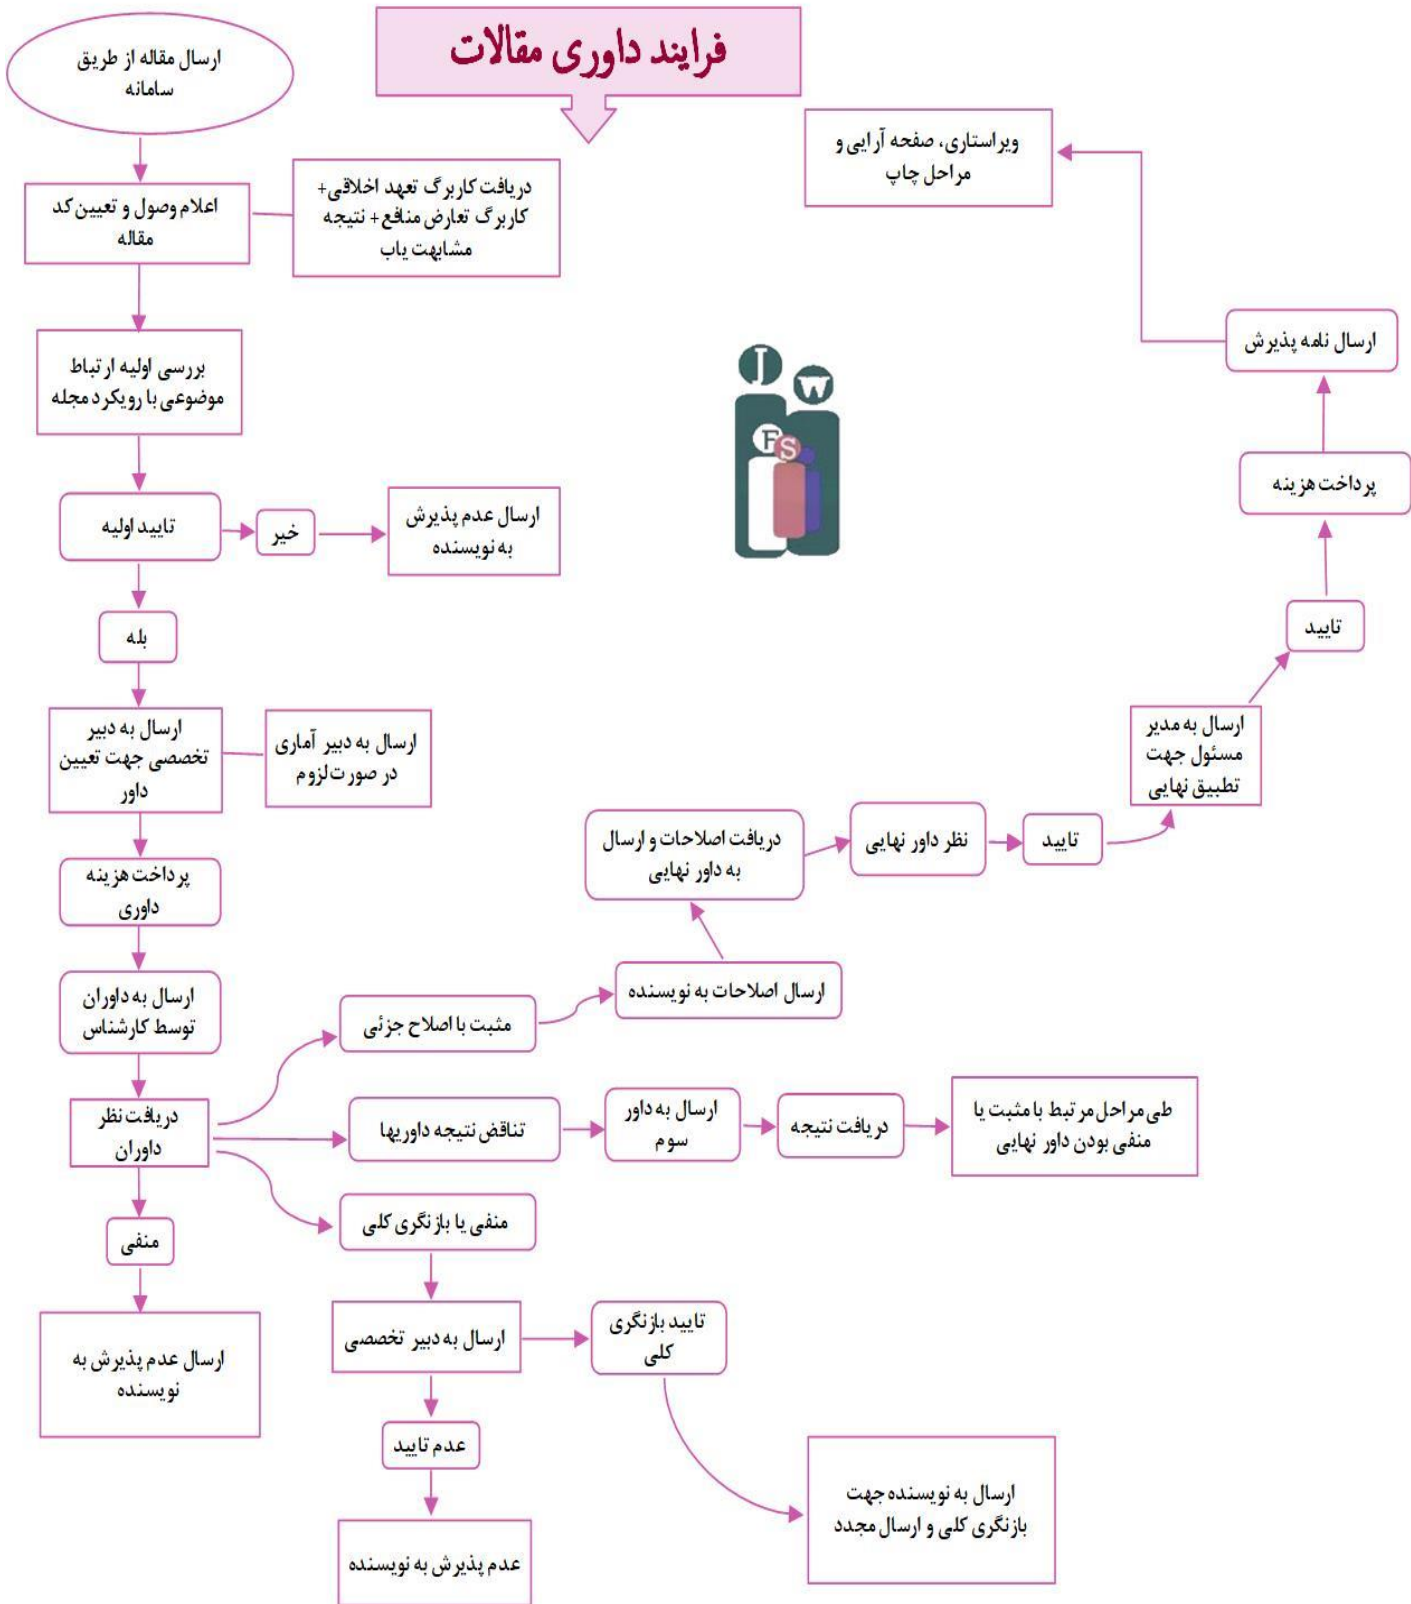 فرایند داوری مقالات
ارسال مقاله از طریق
سامانه
اعلام وصول و تعیین کد
مقاله
دریافت کاربرگ تعهد اخلاقی+
کاربرگ تعارض منافع+ نتیجه
مشابهت یاب
بررسی اولیه ارتباط
موضوعی با رویکرد مجله
تایید اولیه
خیر
ارسال عدم پذیرش
به نویسنده
بله
ارسال به دبیر
تخصصی جهت تعیین
داور
ارسال به دبیر آماری
در صورت لزوم
پرداخت هزینه
داوری
ارسال به داوران
توسط کارشناس
دریافت نظر
داوران
منفی
ارسال عدم پذیرش به
نویسنده
مثبت با اصلاح جزئی
ارسال اصلاحات به نویسنده
دریافت اصلاحات و ارسال
به داور نهایی
نظر داور نهایی
تایید
ارسال به مدیر
مسئول جهت
تطبیق نهایی
تایید
پرداخت هزینه
ارسال نامه پذیرش
ویراستاری، صفحه آرایی و
مراحل چاپ
تناقض نتیجه داوریها
ارسال به داور
سوم
دریافت نتیجه
طی مراحل مرتبط با مثبت یا
منفی بودن داور نهایی
منفی یا بازنگری کلی
ارسال به دبیر تخصصی
تایید بازنگری
کلی
ارسال به نویسنده جهت
بازنگری کلی و ارسال مجدد
عدم تایید
عدم پذیرش به نویسنده
J W
F S